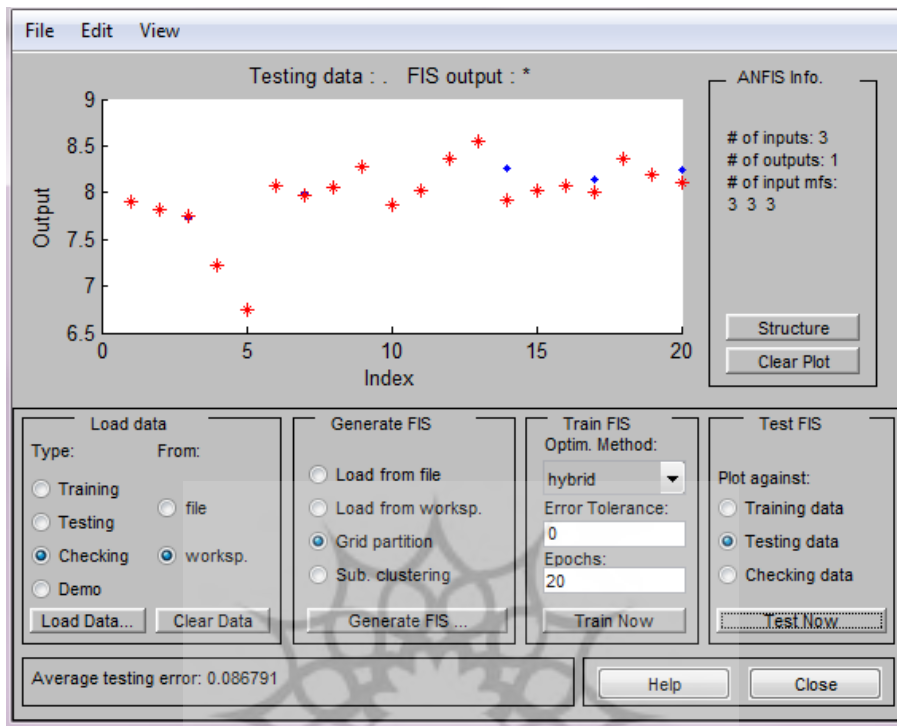 File Edit View
Testing data : . FIS output : *
9
8.5
8
7.5
7
6.5
Output
0 5 10 15 20
Index
ANFIS Info.
# of inputs: 3
# of outputs: 1
# of input mfs:
3 3 3
Structure
Clear Plot
Load data
Type: From:
Training
Testing
Checking
Demo
file
worksp.
Load Data... Clear Data
Generate FIS
Load from file
Load from worksp.
Grid partition
Sub. clustering
Generate FIS ...
Train FIS
Optim. Method:
hybrid
Error Tolerance:
0
Epochs:
20
Train Now
Test FIS
Plot against:
Training data
Testing data
Checking data
Test Now
Average testing error: 0.086791
Help Close